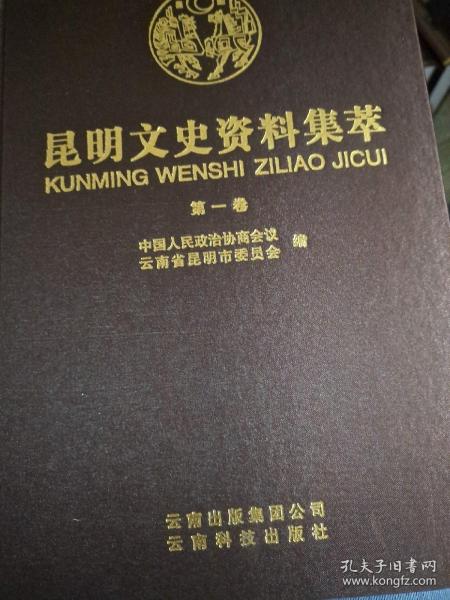 昆明文史资料集萃
KUNMING WENSHI ZILIAO JICUI
第一卷
中国人民政治协商会议
云南省昆明市委员会 编
云南出版集团公司
云南科技出版社
孔夫子旧书网
www.kongfz.com